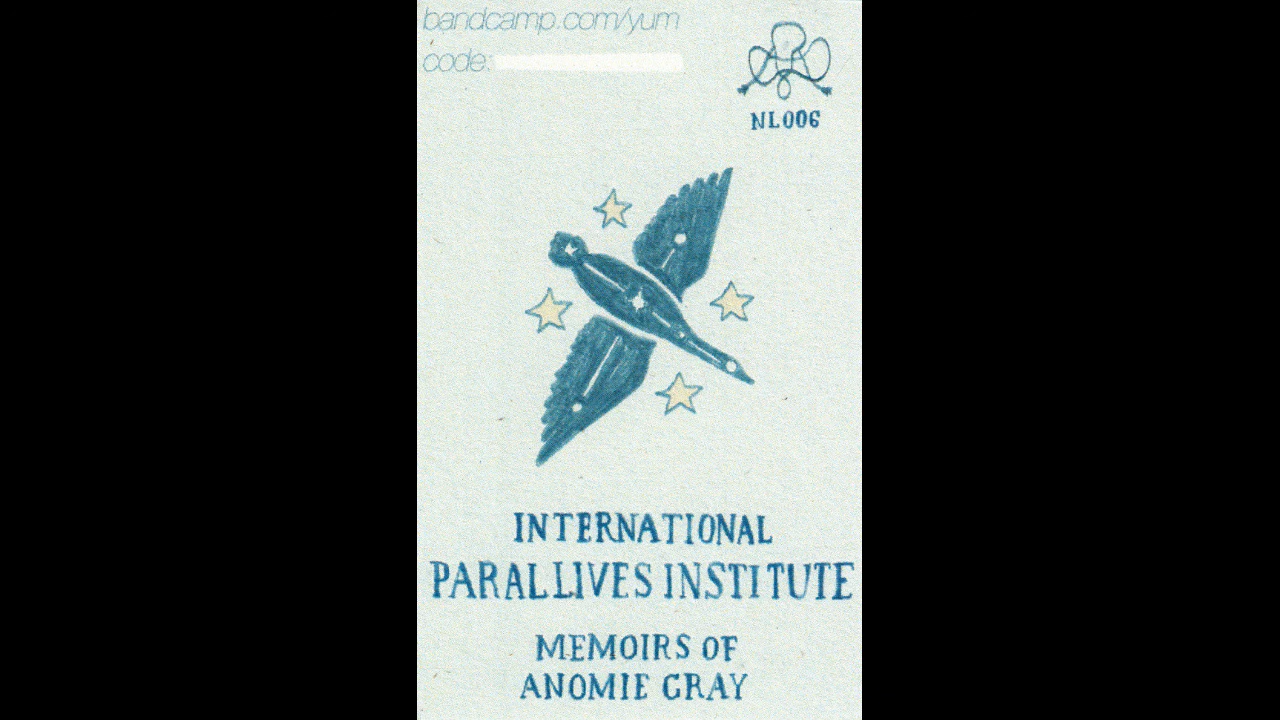 bandcamp.com/yum
code:
NL006
INTERNATIONAL
PARALLIVES INSTITUTE
MEMOIRS OF
ANOMIE GRAY